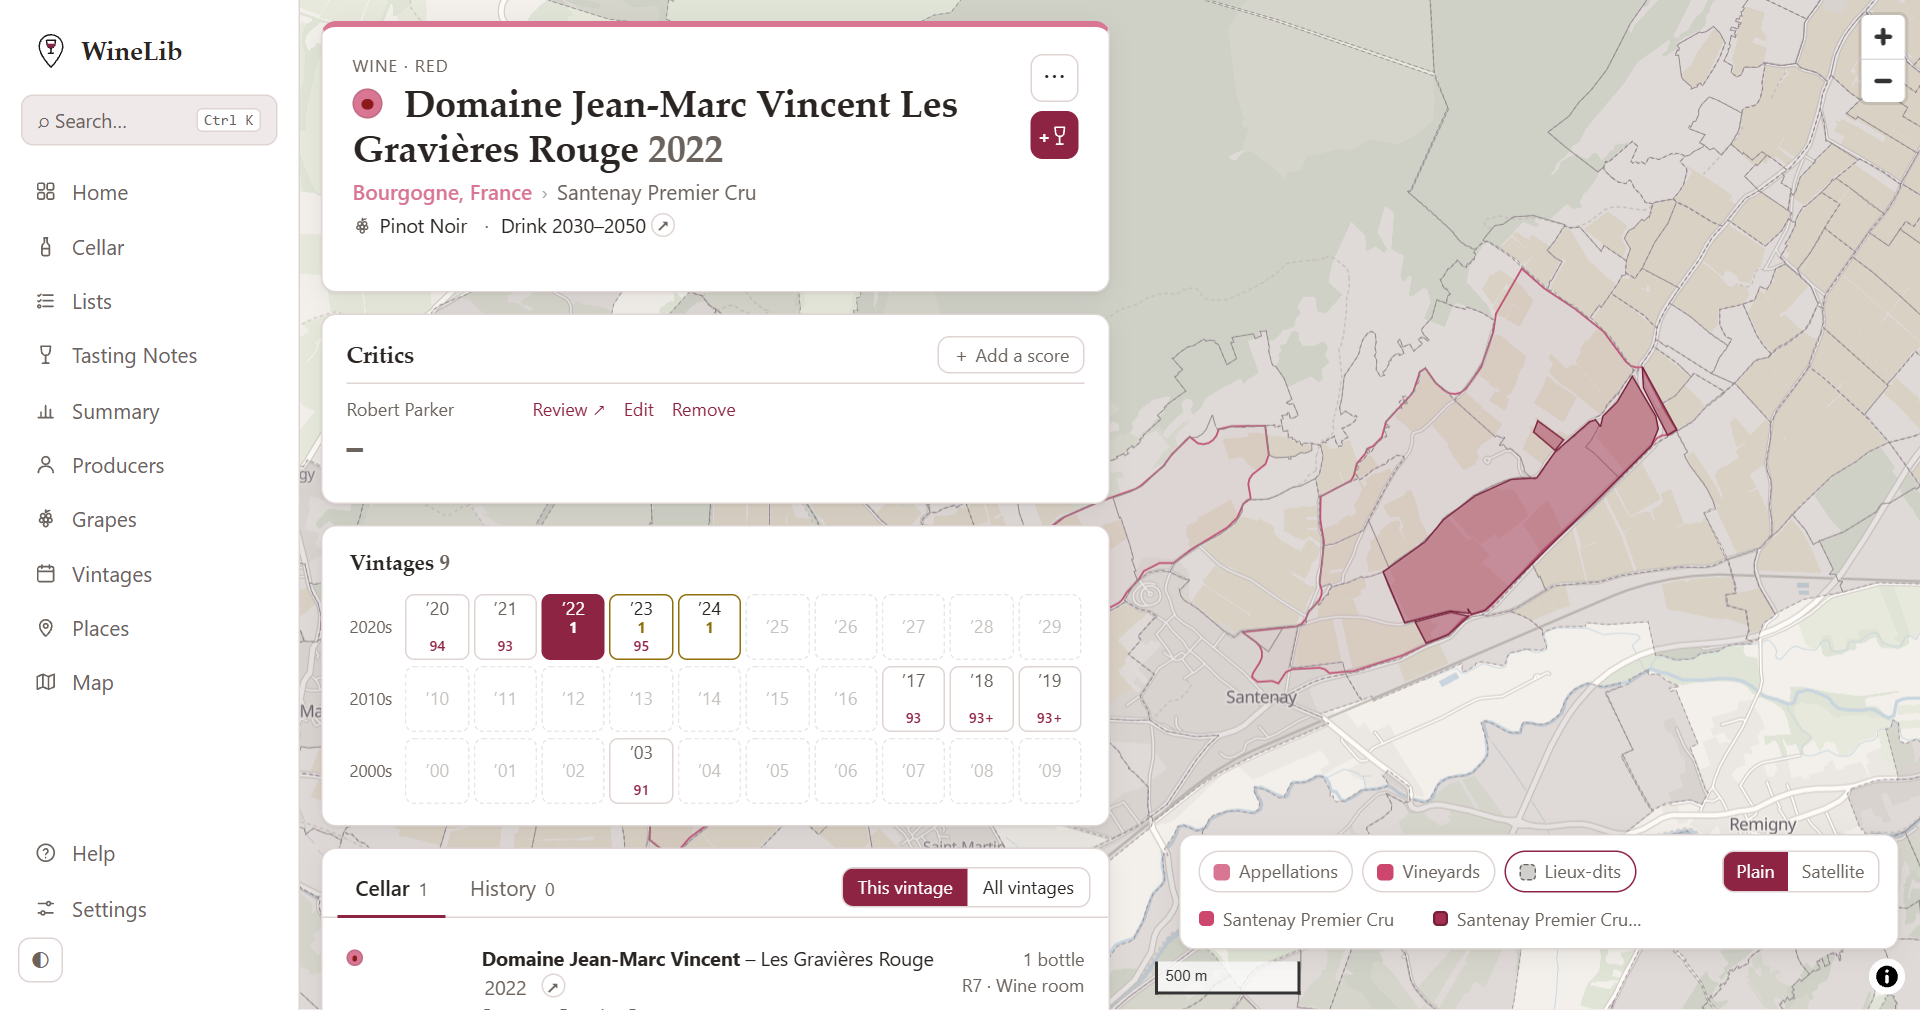 WineLib
Search...
Ctrl K
Home
Cellar
Lists
Tasting Notes
Summary
Producers
Grapes
Vintages
Places
Map
Help
Settings
WINE · RED
Domaine Jean-Marc Vincent Les
Gravières Rouge 2022
Bourgogne, France › Santenay Premier Cru
Pinot Noir · Drink 2030–2050 ↗
Critics
+ Add a score
Robert Parker
Review ↗ Edit Remove
–
Vintages 9
2020s ’20 94 ’21 93 ’22 1 ’23 1 95 ’24 1 ’25 ’26 ’27 ’28 ’29
2010s ’10 ’11 ’12 ’13 ’14 ’15 ’16 ’17 93 ’18 93+ ’19 93+
2000s ’00 ’01 ’02 ’03 91 ’04 ’05 ’06 ’07 ’08 ’09
Cellar 1
History 0
This vintage
All vintages
Domaine Jean-Marc Vincent – Les Gravières Rouge
2022 ↗
1 bottle
R7 · Wine room
gy
Ma
Saint-Martin
Santenay
Remigny
+
−
Appellations
Vineyards
Lieux-dits
Plain
Satellite
Santenay Premier Cru
Santenay Premier Cru...
500 m